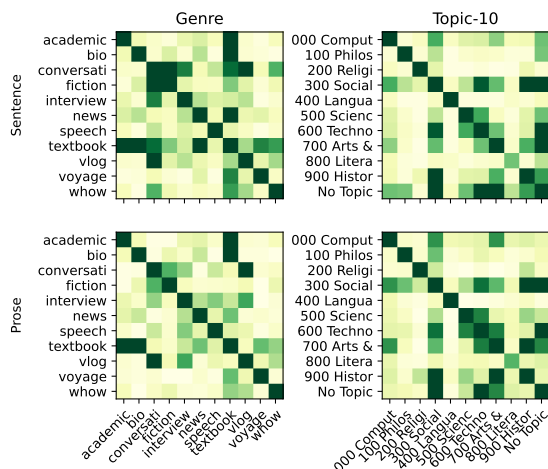 Genre
Topic-10
Sentence
academic
bio
conversati
fiction
interview
news
speech
textbook
vlog
voyage
whow
000 Comput
100 Philos
200 Religi
300 Social
400 Langua
500 Scienc
600 Techno
700 Arts &
800 Litera
900 Histor
No Topic
Prose
academic
bio
conversati
fiction
interview
news
speech
textbook
vlog
voyage
whow
000 Comput
100 Philos
200 Religi
300 Social
400 Langua
500 Scienc
600 Techno
700 Arts &
800 Litera
900 Histor
No Topic
academic
bio
conversati
fiction
interview
news
speech
textbook
vlog
voyage
whow
000 Comput
100 Philos
200 Religi
300 Social
400 Langua
500 Scienc
600 Techno
700 Arts &
800 Litera
900 Histor
No Topic